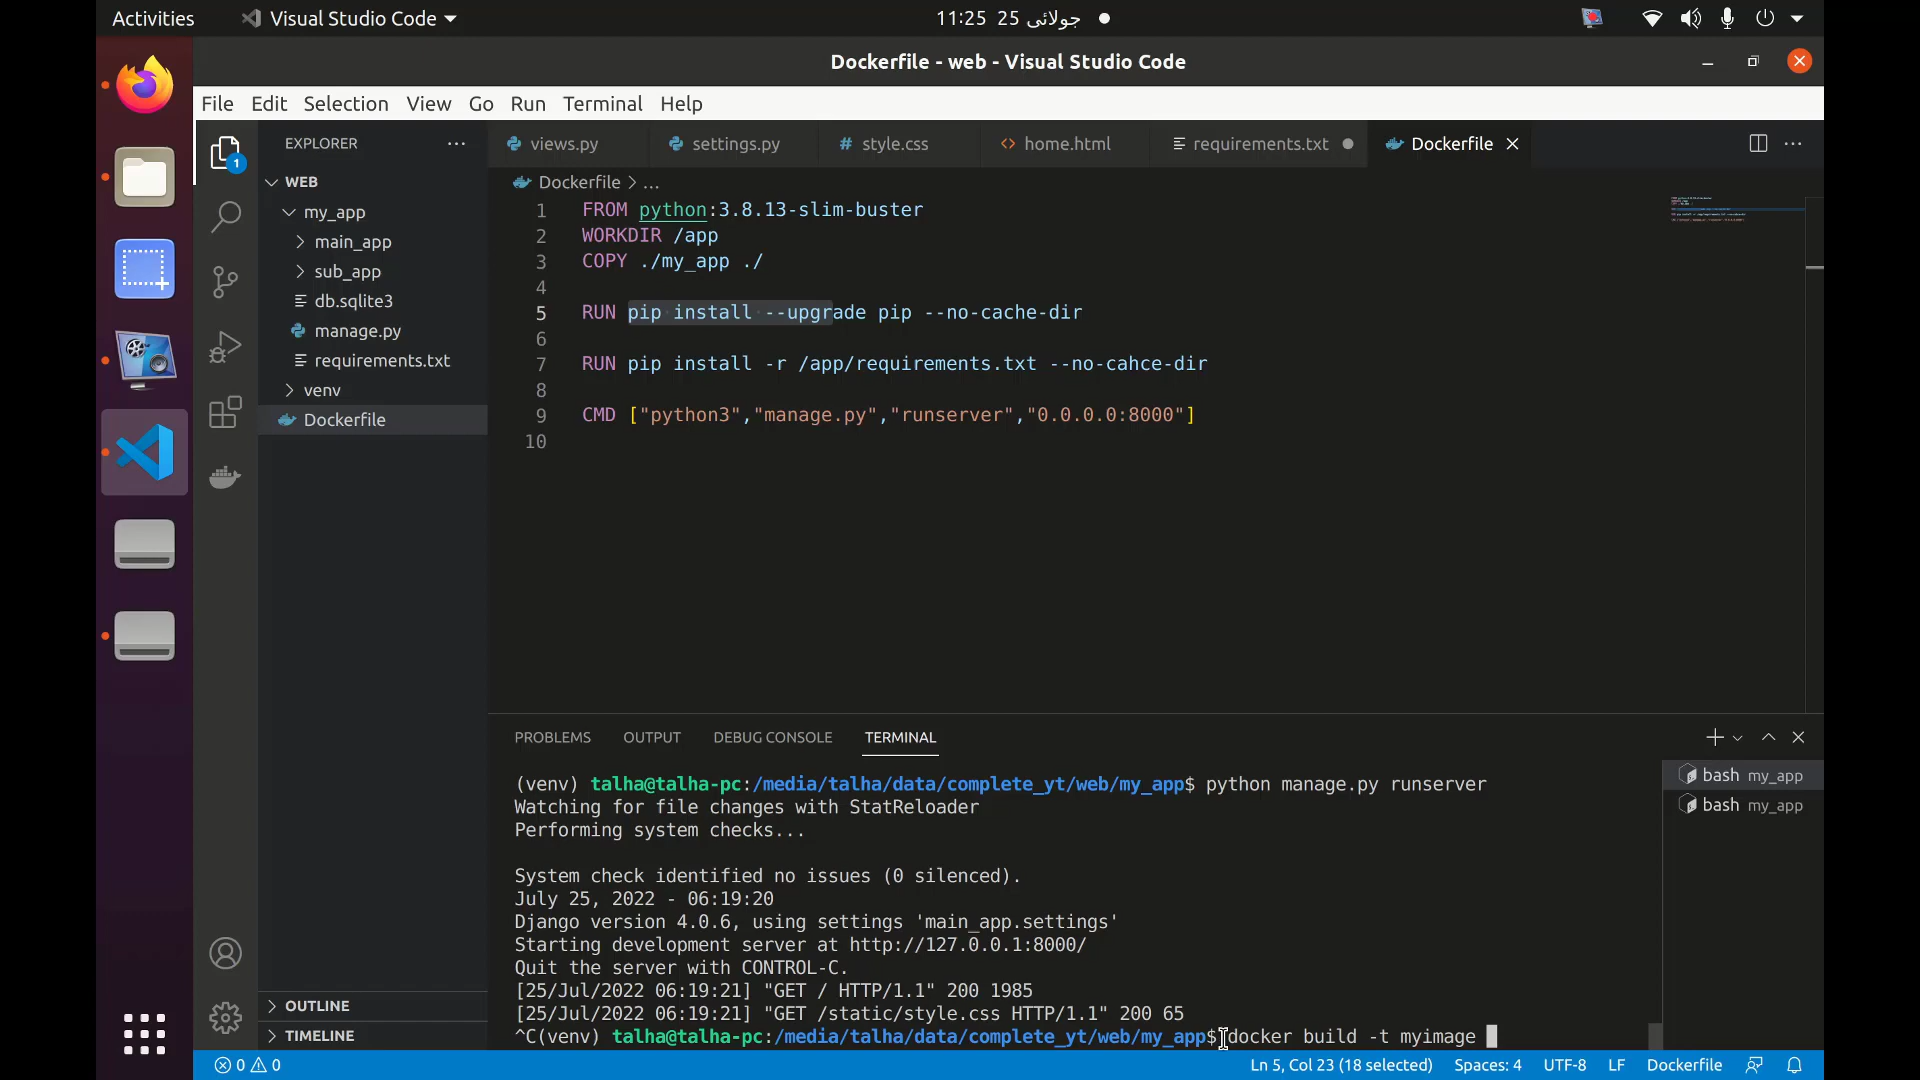 Activities Visual Studio Code 11:25 25 جولائی
Dockerfile - web - Visual Studio Code
File Edit Selection View Go Run Terminal Help
EXPLORER
views.py settings.py # style.css <> home.html requirements.txt Dockerfile
1
WEB
my_app
main_app
sub_app
db.sqlite3
manage.py
requirements.txt
venv
Dockerfile
OUTLINE
TIMELINE
Dockerfile > ...
1 FROM python:3.8.13-slim-buster
2 WORKDIR /app
3 COPY ./my_app ./
4
5 RUN pip install --upgrade pip --no-cache-dir
6
7 RUN pip install -r /app/requirements.txt --no-cahce-dir
8
9 CMD ["python3","manage.py","runserver","0.0.0.0:8000"]
10
PROBLEMS OUTPUT DEBUG CONSOLE TERMINAL
(venv) talha@talha-pc:/media/talha/data/complete_yt/web/my_app$ python manage.py runserver
Watching for file changes with StatReloader
Performing system checks...
System check identified no issues (0 silenced).
July 25, 2022 - 06:19:20
Django version 4.0.6, using settings 'main_app.settings'
Starting development server at http://127.0.0.1:8000/
Quit the server with CONTROL-C.
[25/Jul/2022 06:19:21] "GET / HTTP/1.1" 200 1985
[25/Jul/2022 06:19:21] "GET /static/style.css HTTP/1.1" 200 65
^C(venv) talha@talha-pc:/media/talha/data/complete_yt/web/my_app$ docker build -t myimage
bash my_app
bash my_app
0 0 Ln 5, Col 23 (18 selected) Spaces: 4 UTF-8 LF Dockerfile